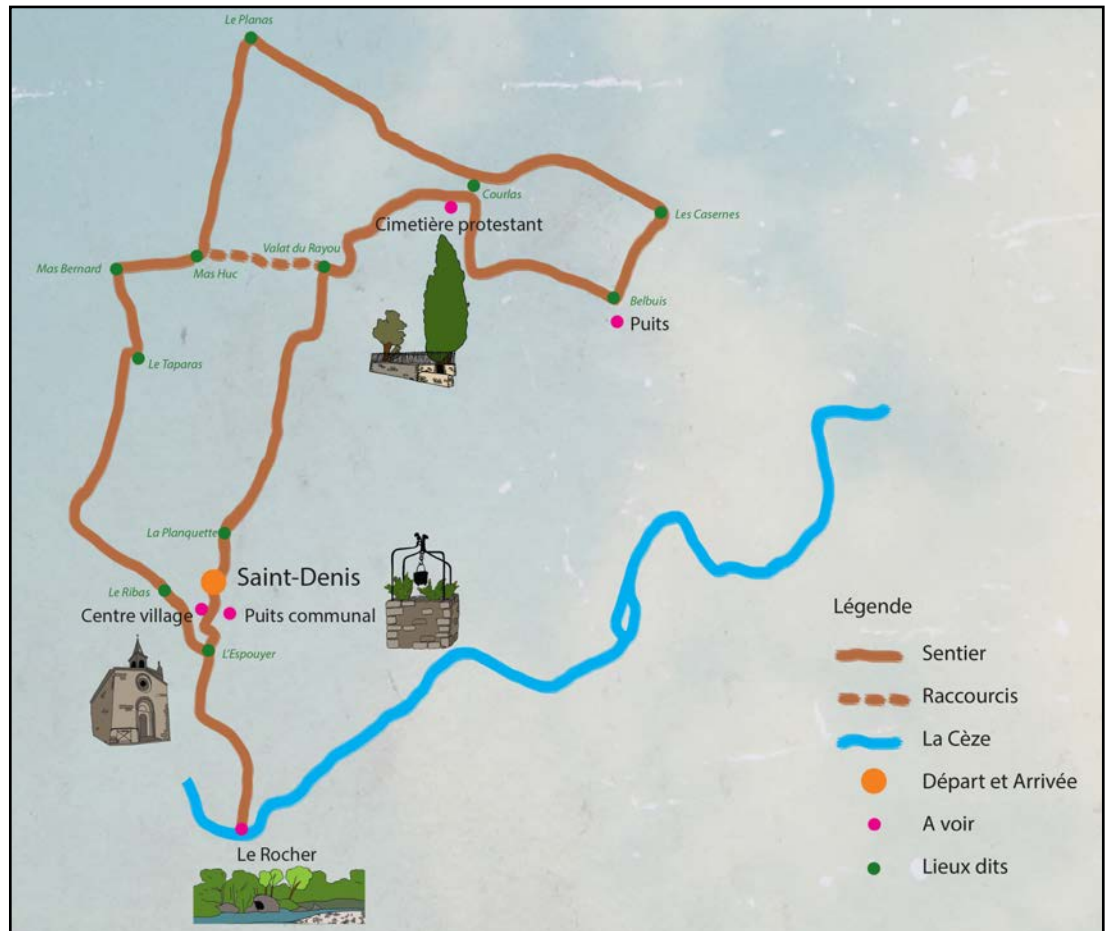 Le Planas
Courlas
Cimetière protestant
Les Casernes
Valat du Rayou
Mas Bernard
Mas Huc
Belbuis
Puits
Le Taparas
La Planquette
Saint-Denis
Le Ribas
Centre village
Puits communal
L'Espouyer
Le Rocher
Légende
Sentier
Raccourcis
La Cèze
Départ et Arrivée
A voir
Lieux dits